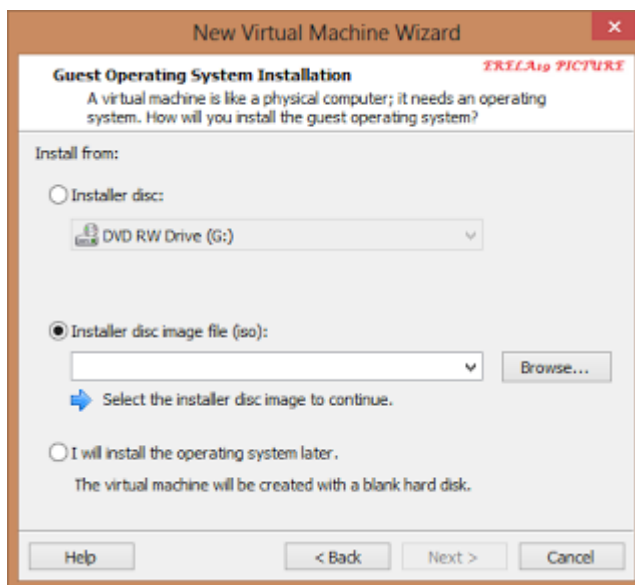 New Virtual Machine Wizard
Guest Operating System Installation
TRELA19 PICTURE
A virtual machine is like a physical computer; it needs an operating
system. How will you install the guest operating system?
Install from:
Installer disc:
DVD RW Drive (G:)
Installer disc image file (iso):
Browse...
Select the installer disc image to continue.
I will install the operating system later.
The virtual machine will be created with a blank hard disk.
Help
< Back
Next >
Cancel